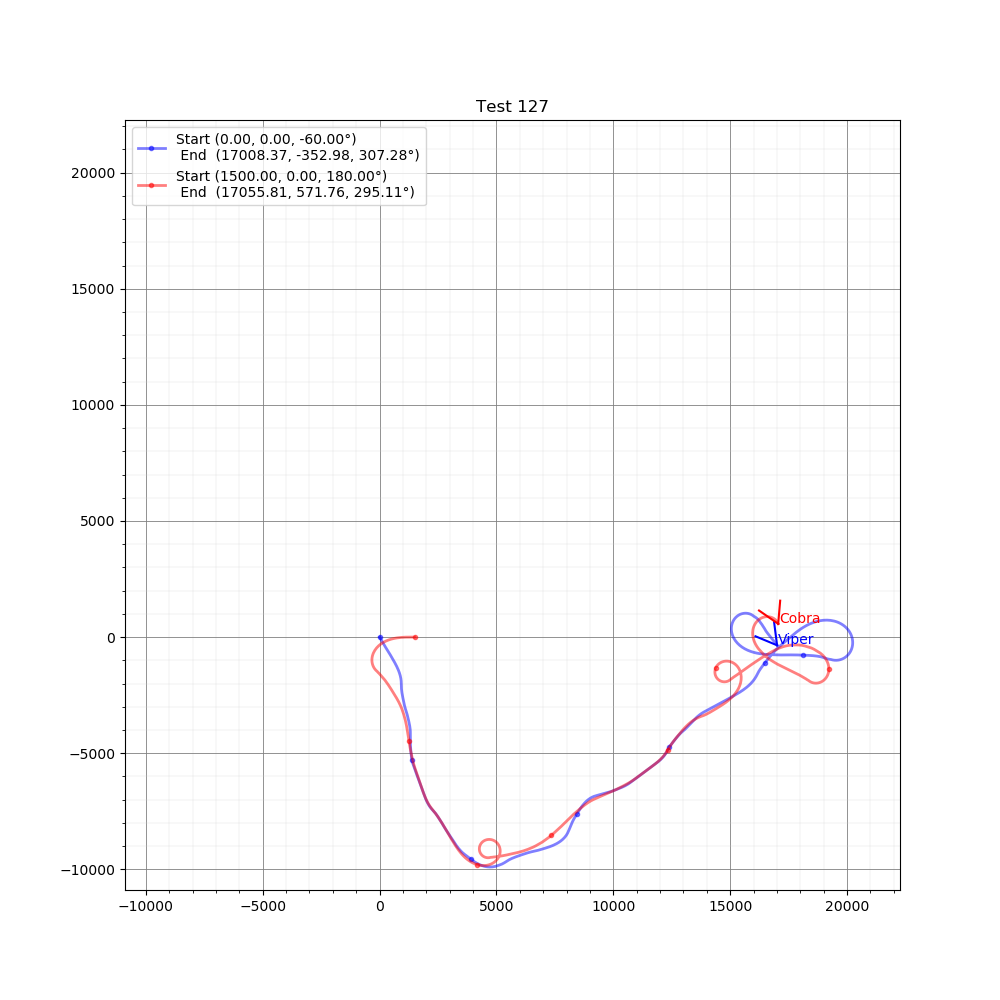 Test 127
Start (0.00, 0.00, -60.00°)
End (17008.37, -352.98, 307.28°)
Start (1500.00, 0.00, 180.00°)
End (17055.81, 571.76, 295.11°)
20000
15000
10000
5000
0
−5000
−10000
Cobra
Viper
−10000 −5000 0 5000 10000 15000 20000